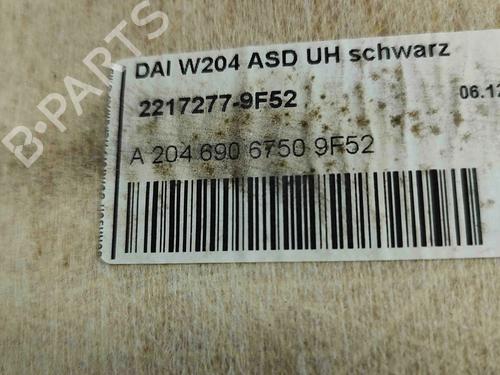 DAI W204 ASD UH schwarz
2217277-9F52
06.12
A 204 690 6750 9F52
B-PARTS